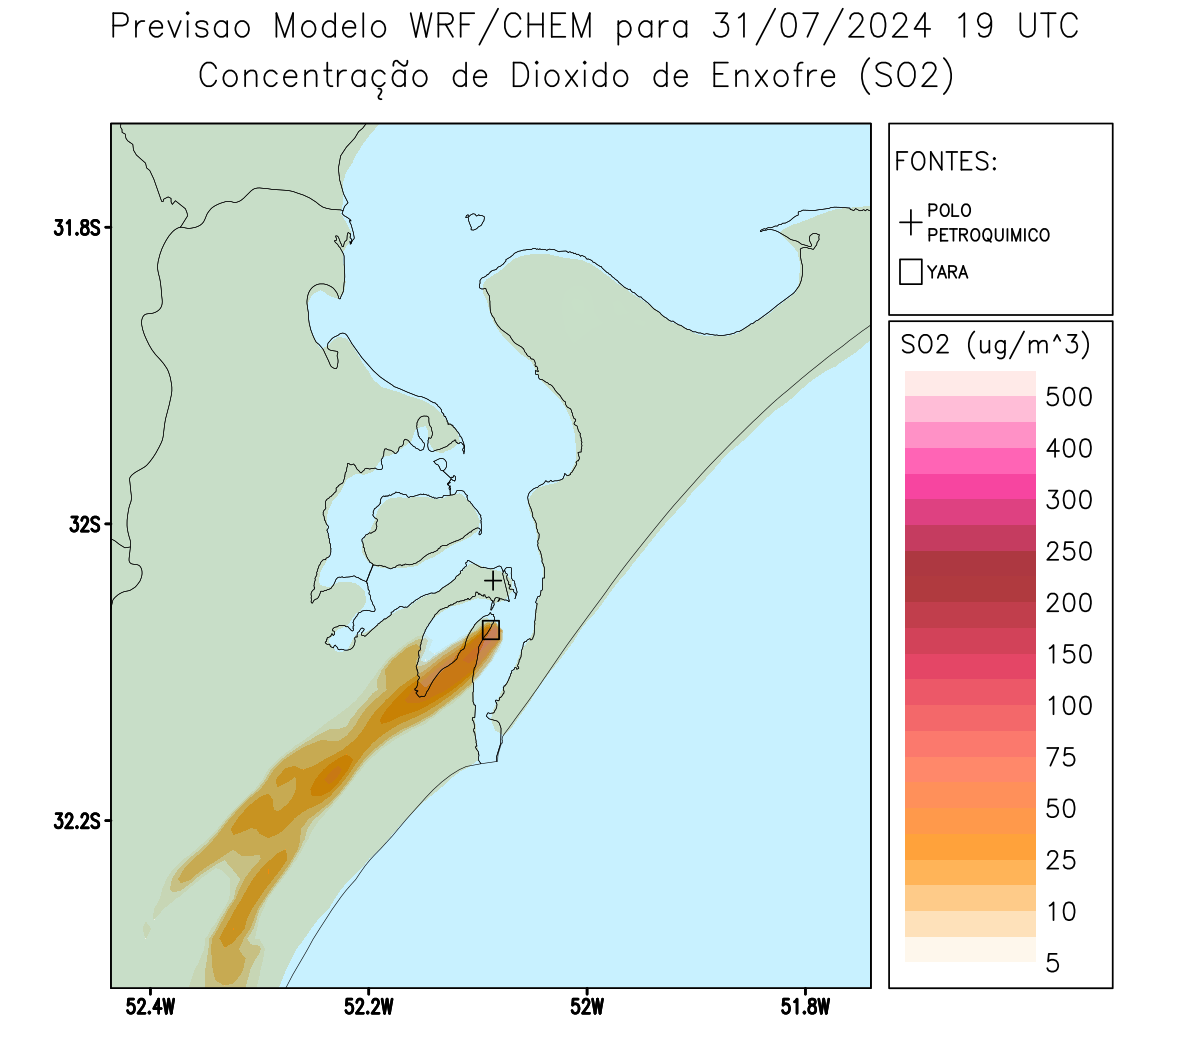 Previsao Modelo WRF/CHEM para 31/07/2024 19 UTC
Concentração de Dioxido de Enxofre (SO2)
FONTES:
POLO
PETROQUIMICO
YARA
SO2 (ug/m^3)
500
400
300
250
200
150
100
75
50
25
10
5
31.8S
32S
32.2S
52.4W
52.2W
52W
51.8W